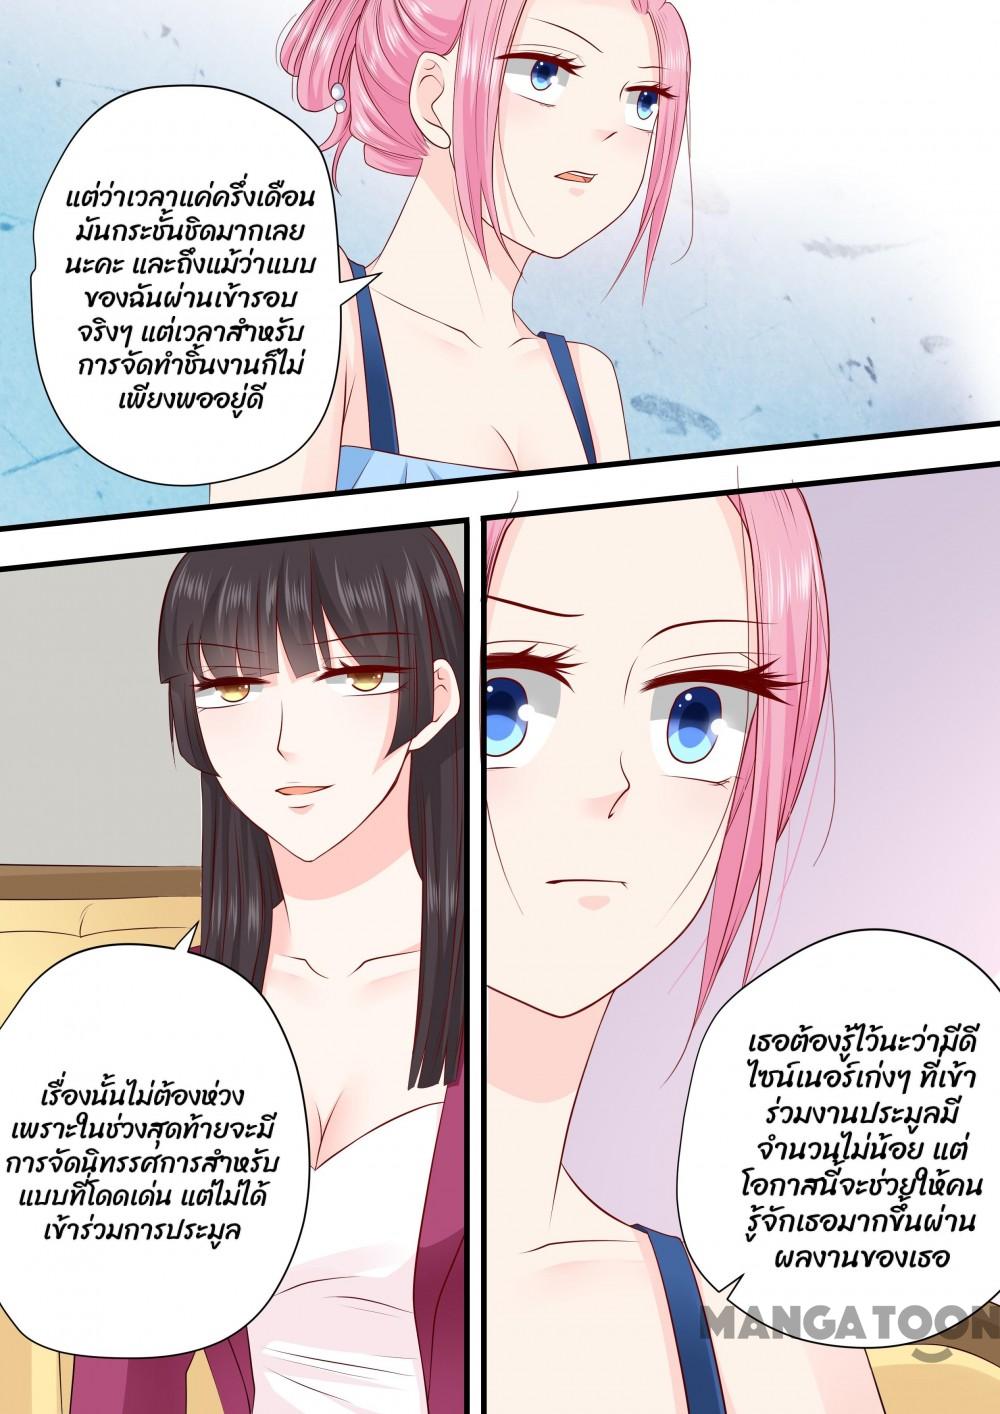 แต่ว่าเวลาแค่ครึ่งเดือน
มันกระชั้นชิดมากเลย
นะคะ และถึงแม้ว่าแบบ
ของฉันผ่านเข้ารอบ
จริงๆ แต่เวลาสำหรับ
การจัดทำชิ้นงานก็ไม่
เพียงพออยู่ดี
เรื่องนั้นไม่ต้องห่วง
เพราะในช่วงสุดท้ายจะมี
การจัดนิทรรศการสำหรับ
แบบที่โดดเด่น แต่ไม่ได้
เข้าร่วมการประมูล
เธอต้องรู้ไว้นะว่ามีดี
ไซน์เนอร์เก่งๆ ที่เข้า
ร่วมงานประมูลมี
จำนวนไม่น้อย แต่
โอกาสนี้จะช่วยให้คน
รู้จักเธอมากขึ้นผ่าน
ผลงานของเธอ
MANGATOON